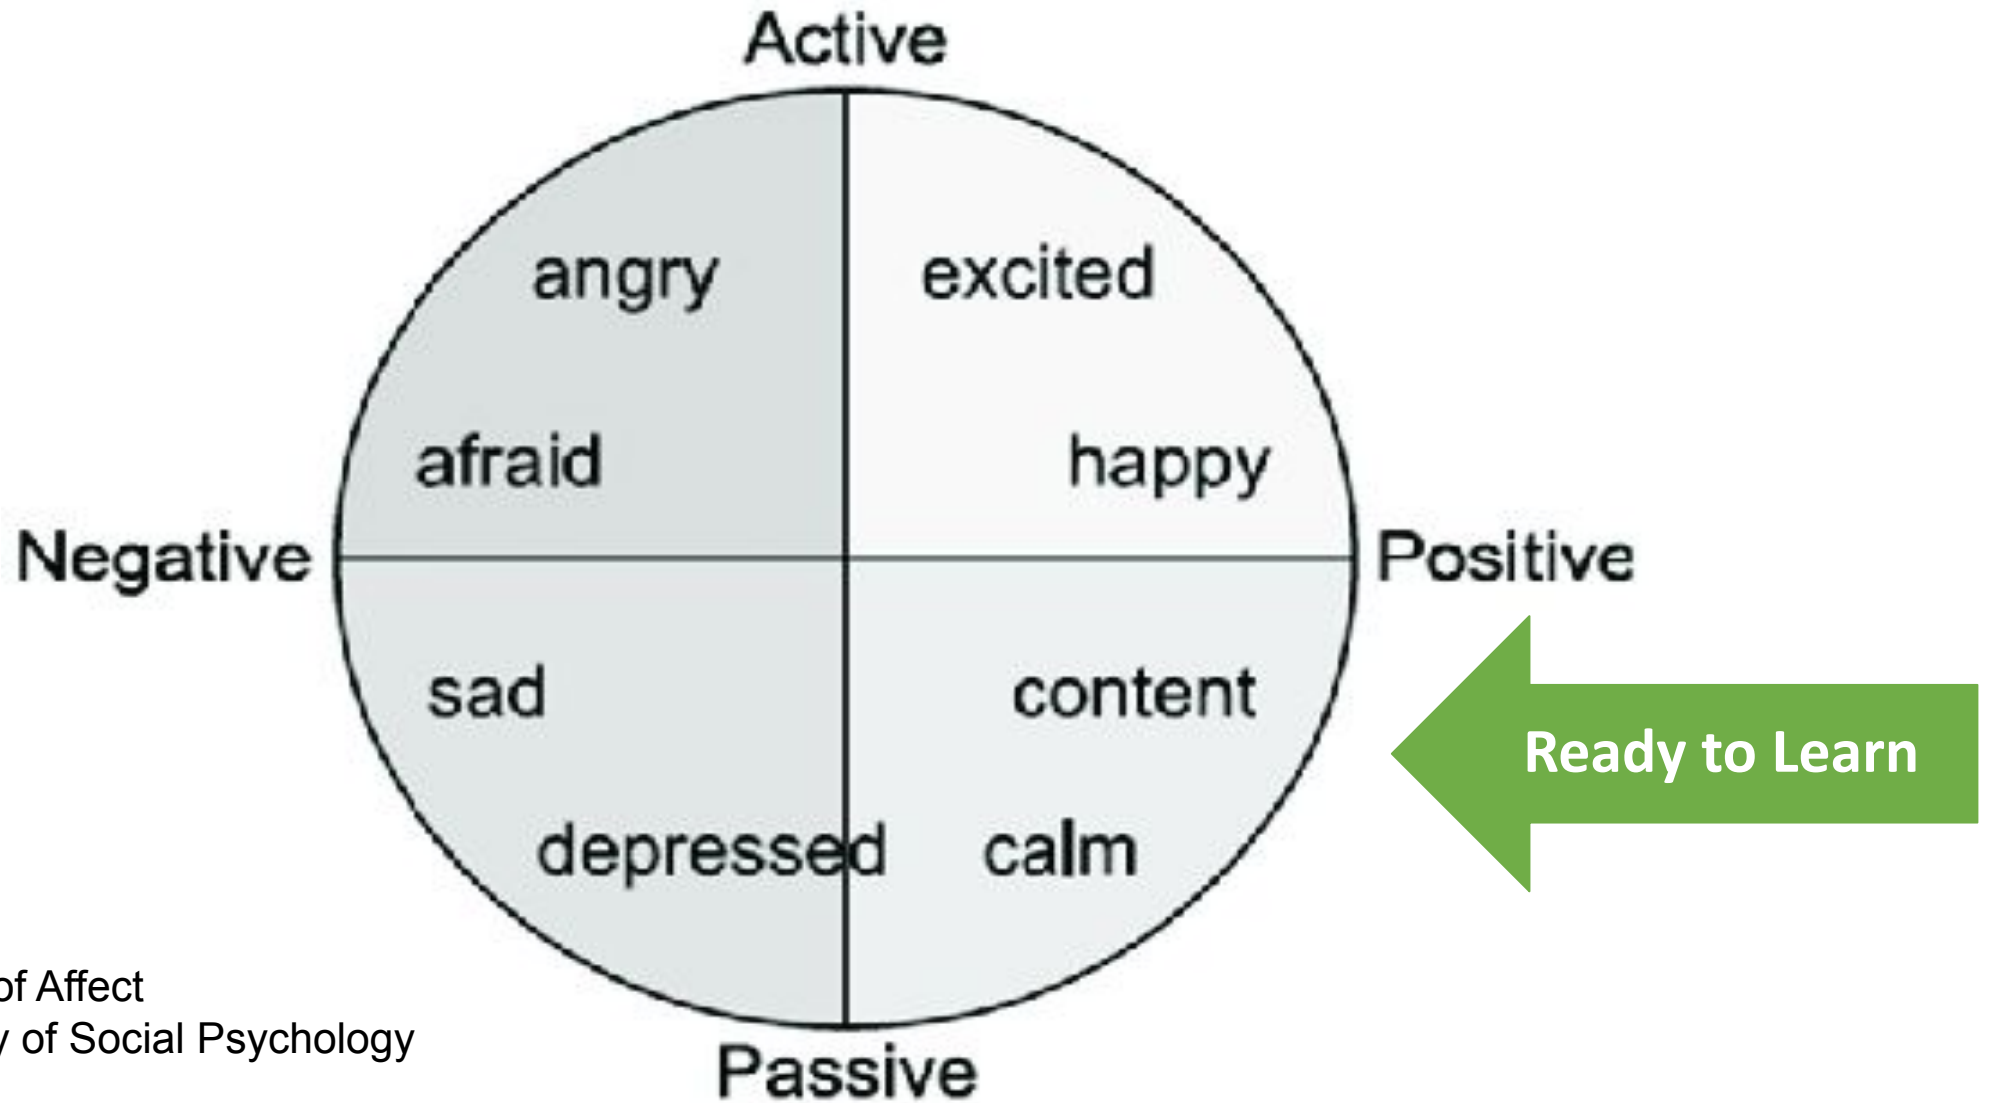 Active
angry excited
afraid happy
Negative Positive
sad content
Ready to Learn
depressed calm
of Affect
of Social Psychology
Passive